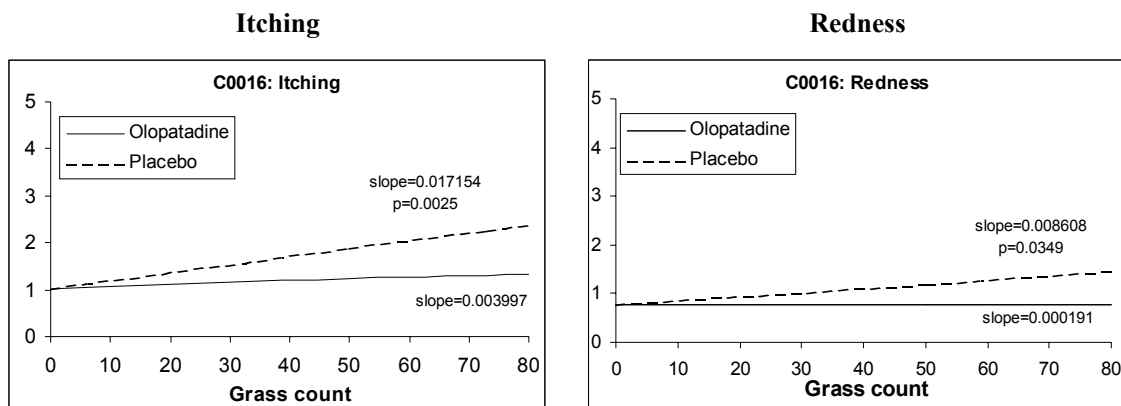 Itching
C0016: Itching
5
4
3
2
1
0
Olopatadine
Placebo
slope=0.017154
p=0.0025
slope=0.003997
0 10 20 30 40 50 60 70 80
Grass count
Redness
C0016: Redness
5
4
3
2
1
0
Olopatadine
Placebo
slope=0.008608
p=0.0349
slope=0.000191
0 10 20 30 40 50 60 70 80
Grass count